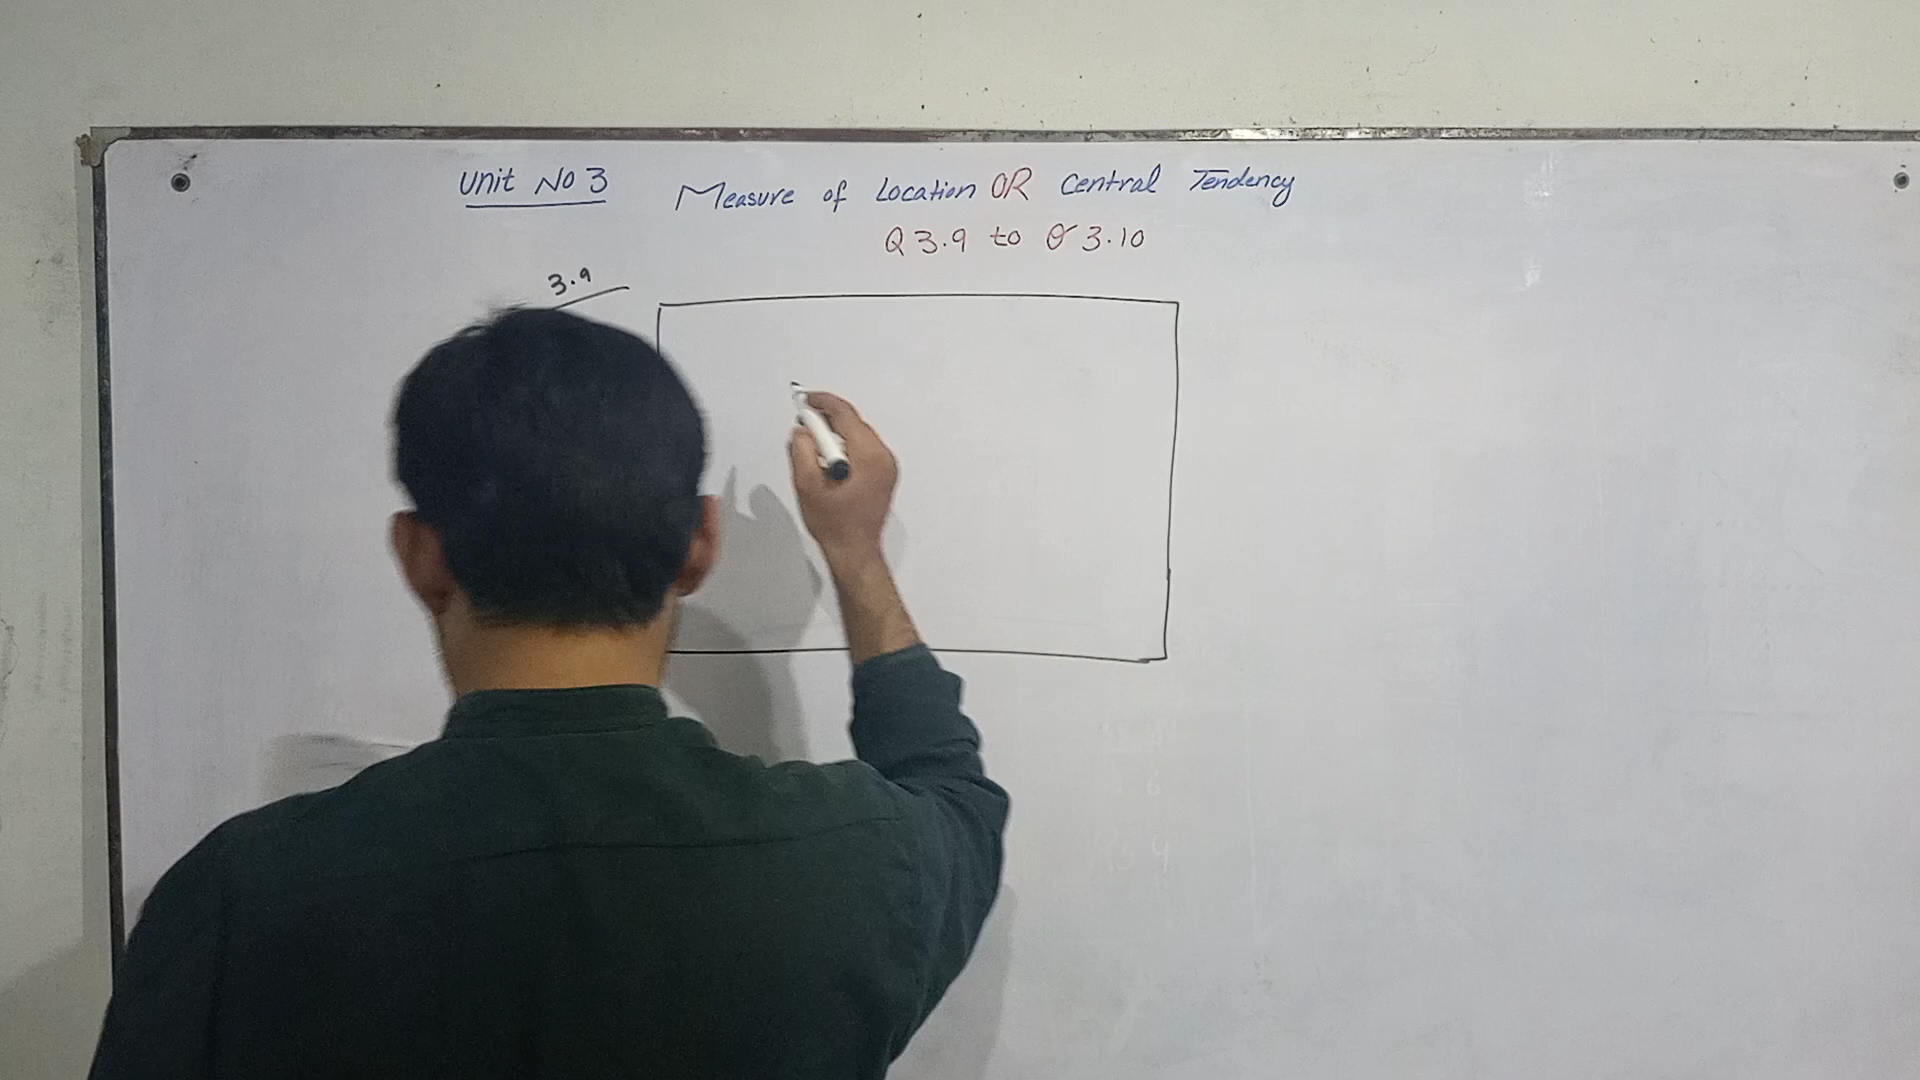 Unit No 3 Measure of Location OR Central Tendency
Q 3.9 to Q 3.10
3.9